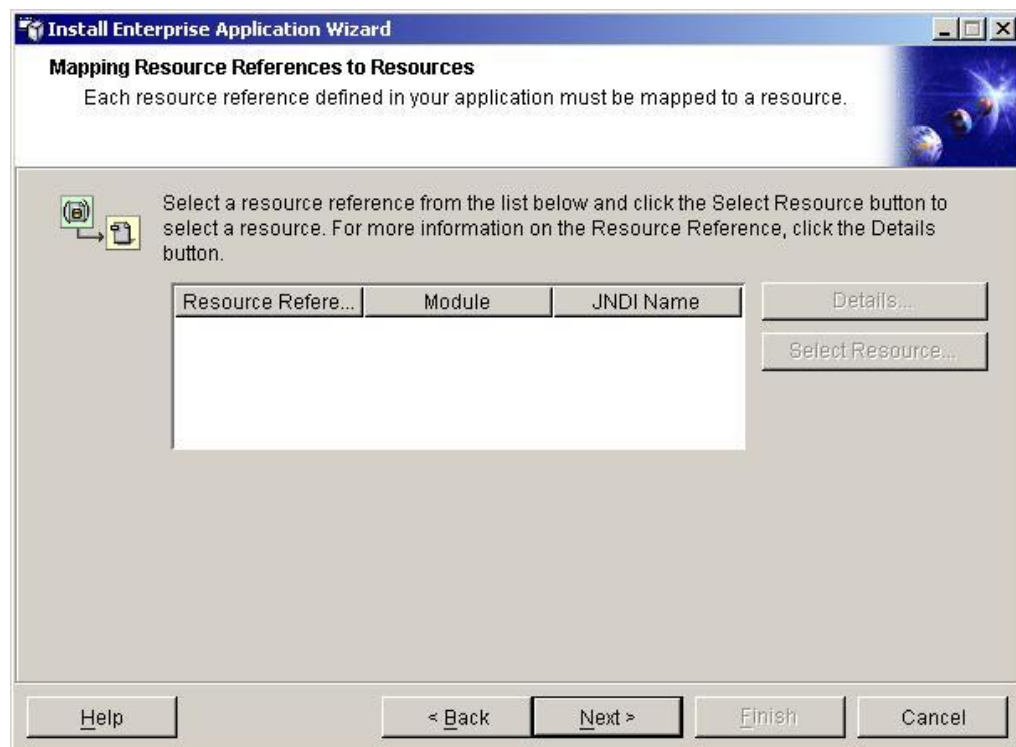 Install Enterprise Application Wizard
Mapping Resource References to Resources
Each resource reference defined in your application must be mapped to a resource.
Select a resource reference from the list below and click the Select Resource button to
select a resource. For more information on the Resource Reference, click the Details
button.
Resource Refere... Module JNDI Name
Details...
Select Resource...
Help < Back Next > Finish Cancel